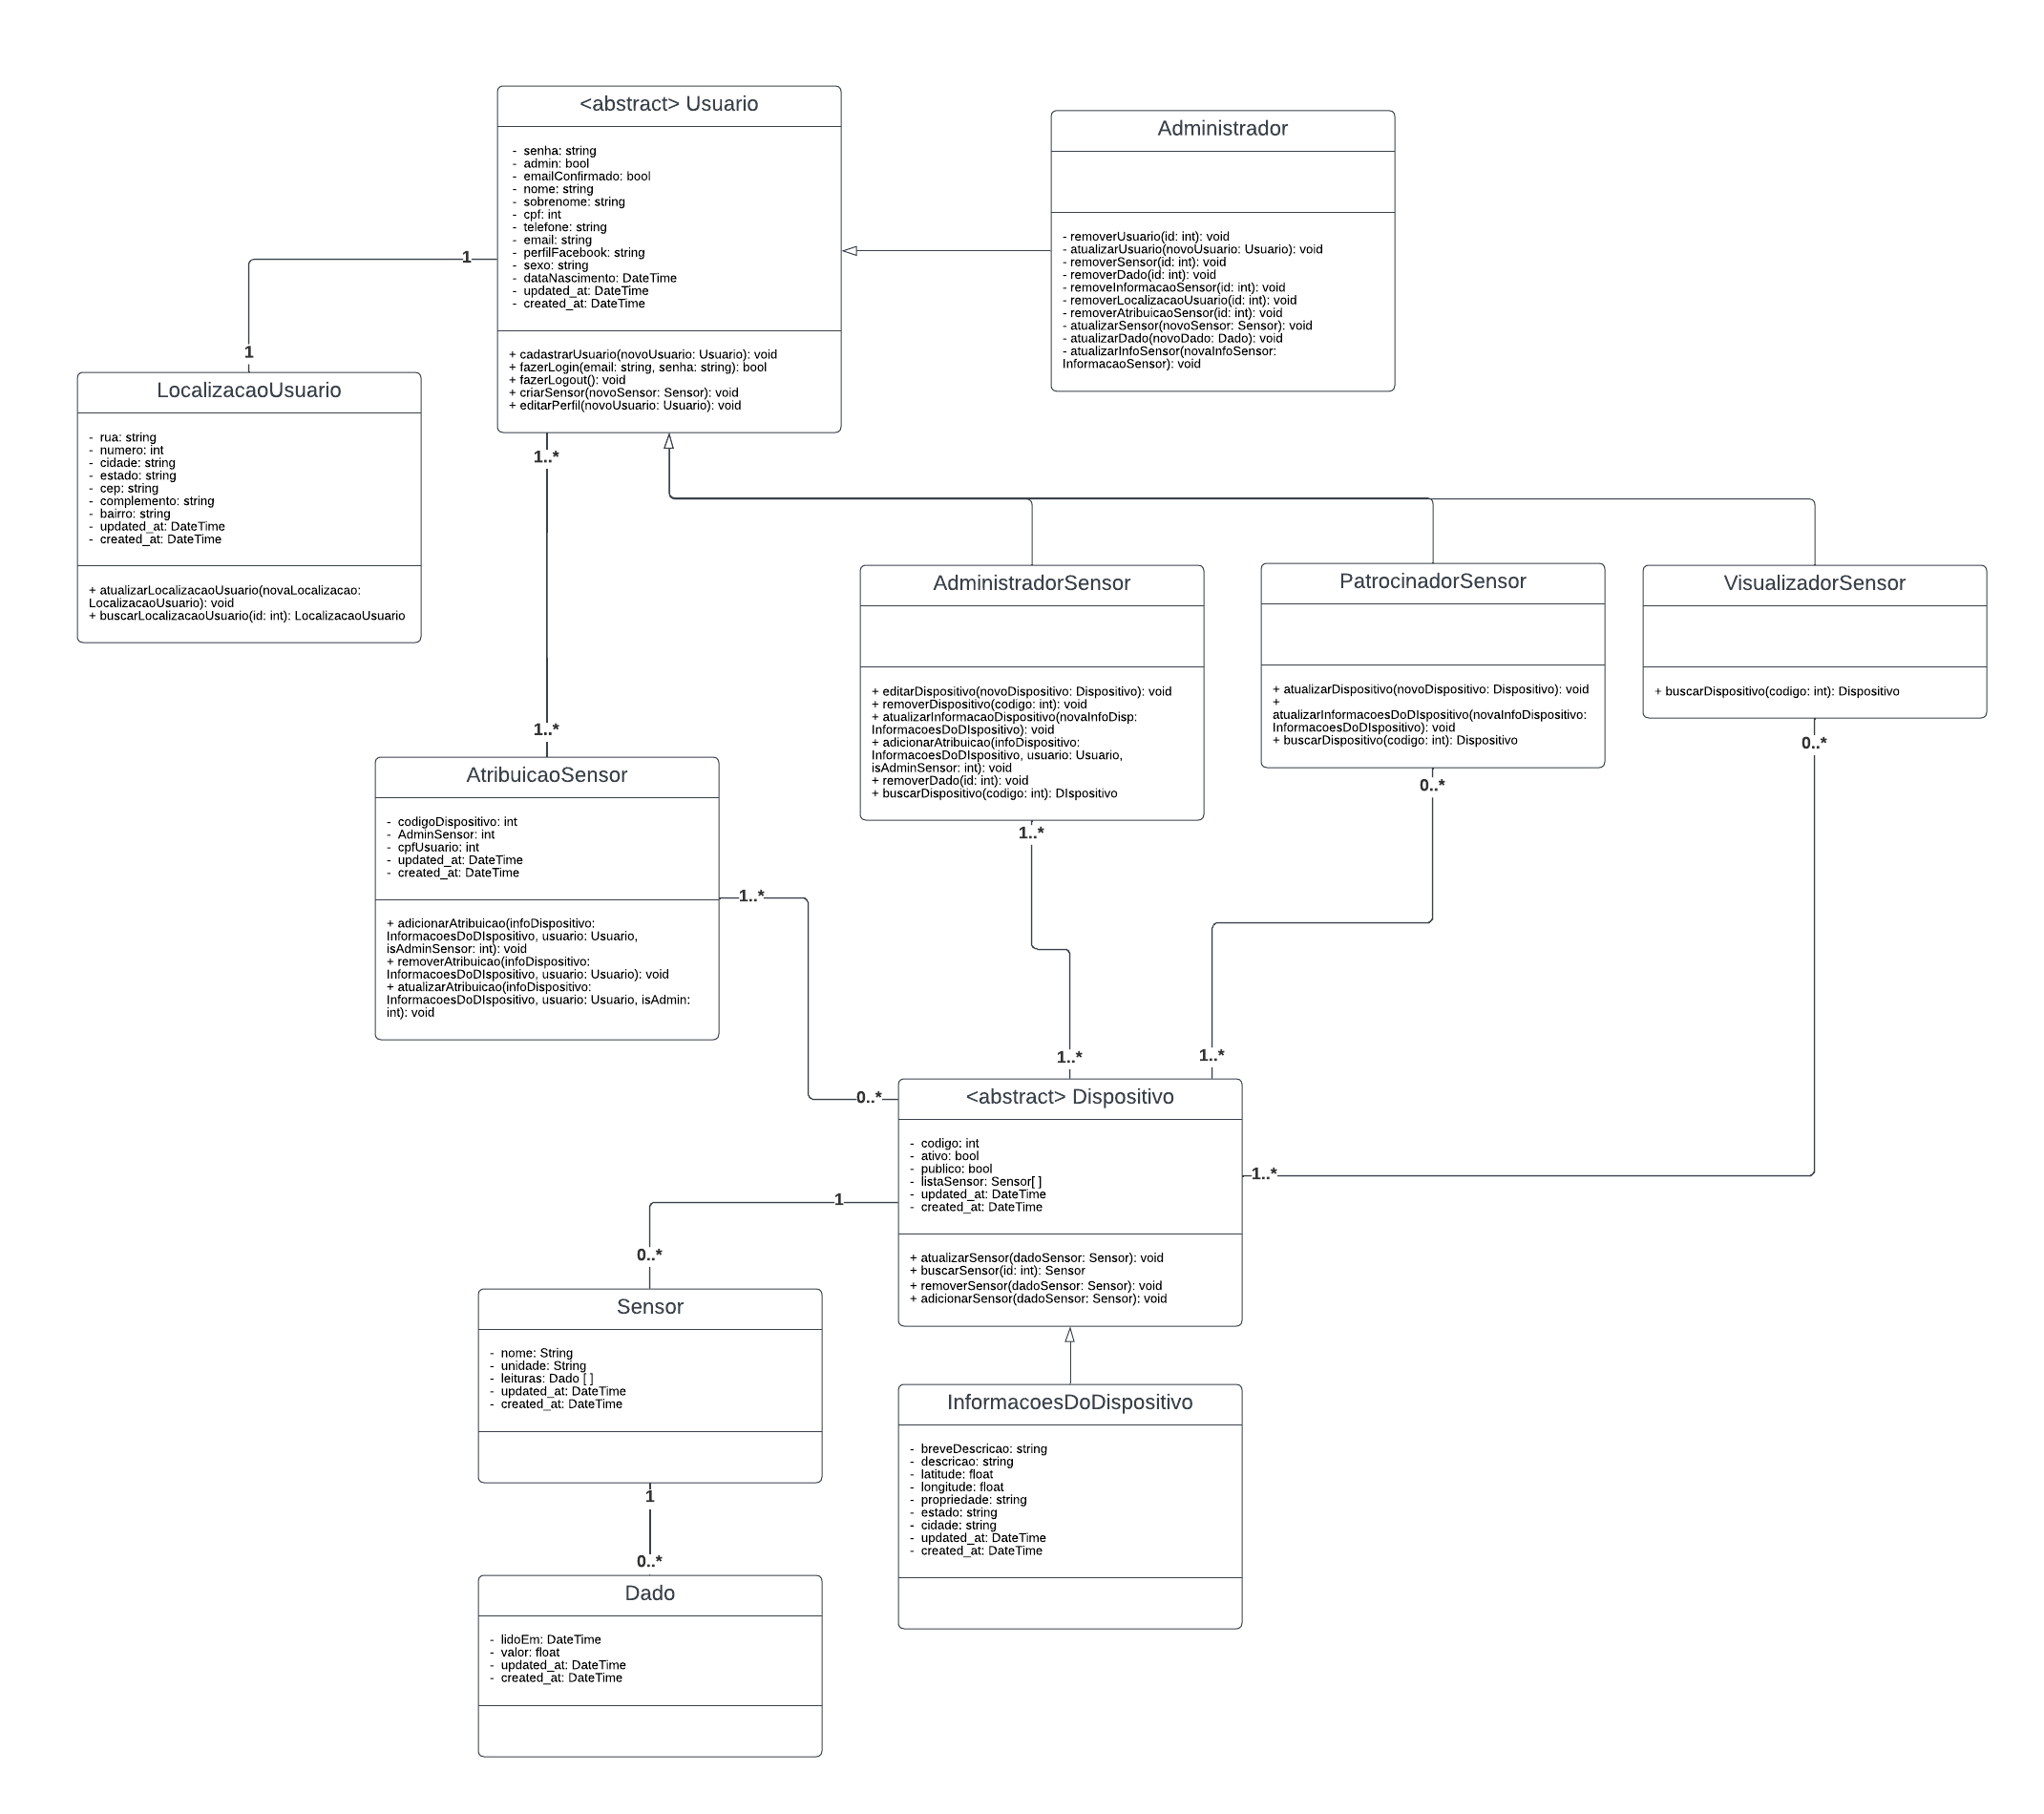 <abstract> Usuario
- senha: string
- admin: bool
- emailConfirmado: bool
- nome: string
- sobrenome: string
- cpf: int
- telefone: string
- email: string
- perfilFacebook: string
- sexo: string
- dataNascimento: DateTime
- updated_at: DateTime
- created_at: DateTime
+ cadastrarUsuario(novoUsuario: Usuario): void
+ fazerLogin(email: string, senha: string): bool
+ fazerLogout(): void
+ criarSensor(novoSensor: Sensor): void
+ editarPerfil(novoUsuario: Usuario): void
Administrador
- removerUsuario(id: int): void
- atualizarUsuario(novoUsuario: Usuario): void
- removerSensor(id: int): void
- removerDado(id: int): void
- removeInformacaoSensor(id: int): void
- removerLocalizacaoUsuario(id: int): void
- removerAtribuicaoSensor(id: int): void
- atualizarSensor(novoSensor: Sensor): void
- atualizarDado(novoDado: Dado): void
- atualizarInfoSensor(novaInfoSensor:
InformacaoSensor): void
1
1
LocalizacaoUsuario
- rua: string
- numero: int
- cidade: string
- estado: string
- cep: string
- complemento: string
- bairro: string
- updated_at: DateTime
- created_at: DateTime
+ atualizarLocalizacaoUsuario(novaLocalizacao:
LocalizacaoUsuario): void
+ buscarLocalizacaoUsuario(id: int): LocalizacaoUsuario
1..*
1..*
AdministradorSensor
+ editarDispositivo(novoDispositivo: Dispositivo): void
+ removerDispositivo(codigo: int): void
+ atualizarInformacaoDispositivo(novaInfoDisp:
InformacoesDoDIspositivo): void
+ adicionarAtribuicao(infoDispositivo:
InformacoesDoDIspositivo, usuario: Usuario,
isAdminSensor: int): void
+ removerDado(id: int): void
+ buscarDispositivo(codigo: int): DIspositivo
1..*
PatrocinadorSensor
+ atualizarDispositivo(novoDispositivo: Dispositivo): void
+
atualizarInformacoesDoDIspositivo(novaInfoDispositivo:
InformacoesDoDIspositivo): void
+ buscarDispositivo(codigo: int): Dispositivo
0..*
VisualizadorSensor
+ buscarDispositivo(codigo: int): Dispositivo
0..*
AtribuicaoSensor
- codigoDispositivo: int
- AdminSensor: int
- cpfUsuario: int
- updated_at: DateTime
- created_at: DateTime
+ adicionarAtribuicao(infoDispositivo:
InformacoesDoDIspositivo, usuario: Usuario,
isAdminSensor: int): void
+ removerAtribuicao(infoDispositivo:
InformacoesDoDIspositivo, usuario: Usuario): void
+ atualizarAtribuicao(infoDispositivo:
InformacoesDoDIspositivo, usuario: Usuario, isAdmin:
int): void
1..*
0..*
1..*
1..*
1..*
<abstract> Dispositivo
- codigo: int
- ativo: bool
- publico: bool
- listaSensor: Sensor[ ]
- updated_at: DateTime
- created_at: DateTime
+ atualizarSensor(dadoSensor: Sensor): void
+ buscarSensor(id: int): Sensor
+ removerSensor(dadoSensor: Sensor): void
+ adicionarSensor(dadoSensor: Sensor): void
1
0..*
Sensor
- nome: String
- unidade: String
- leituras: Dado [ ]
- updated_at: DateTime
- created_at: DateTime
1
0..*
InformacoesDoDispositivo
- breveDescricao: string
- descricao: string
- latitude: float
- longitude: float
- propriedade: string
- estado: string
- cidade: string
- updated_at: DateTime
- created_at: DateTime
Dado
- lidoEm: DateTime
- valor: float
- updated_at: DateTime
- created_at: DateTime